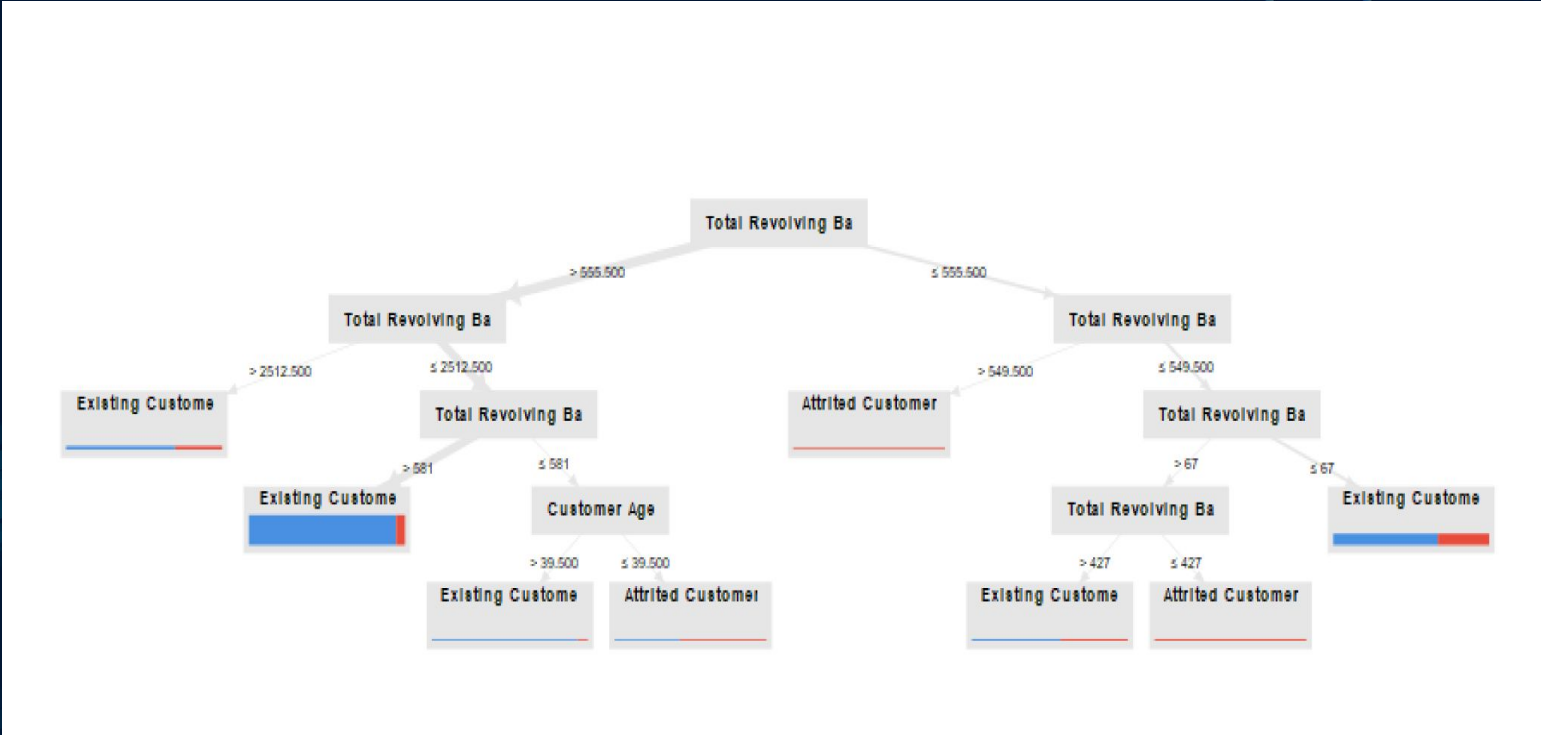 Total Revolving Ba
> 555.500
≤ 555.500
Total Revolving Ba
Total Revolving Ba
> 2512.500
≤ 2512.500
> 549.500
≤ 549.500
Existing Custome
Total Revolving Ba
Attrited Customer
Total Revolving Ba
> 581
≤ 581
> 67
≤ 67
Existing Custome
Customer Age
Total Revolving Ba
Existing Custome
> 39.500
≤ 39.500
> 427
≤ 427
Existing Custome
Attrited Customer
Existing Custome
Attrited Customer